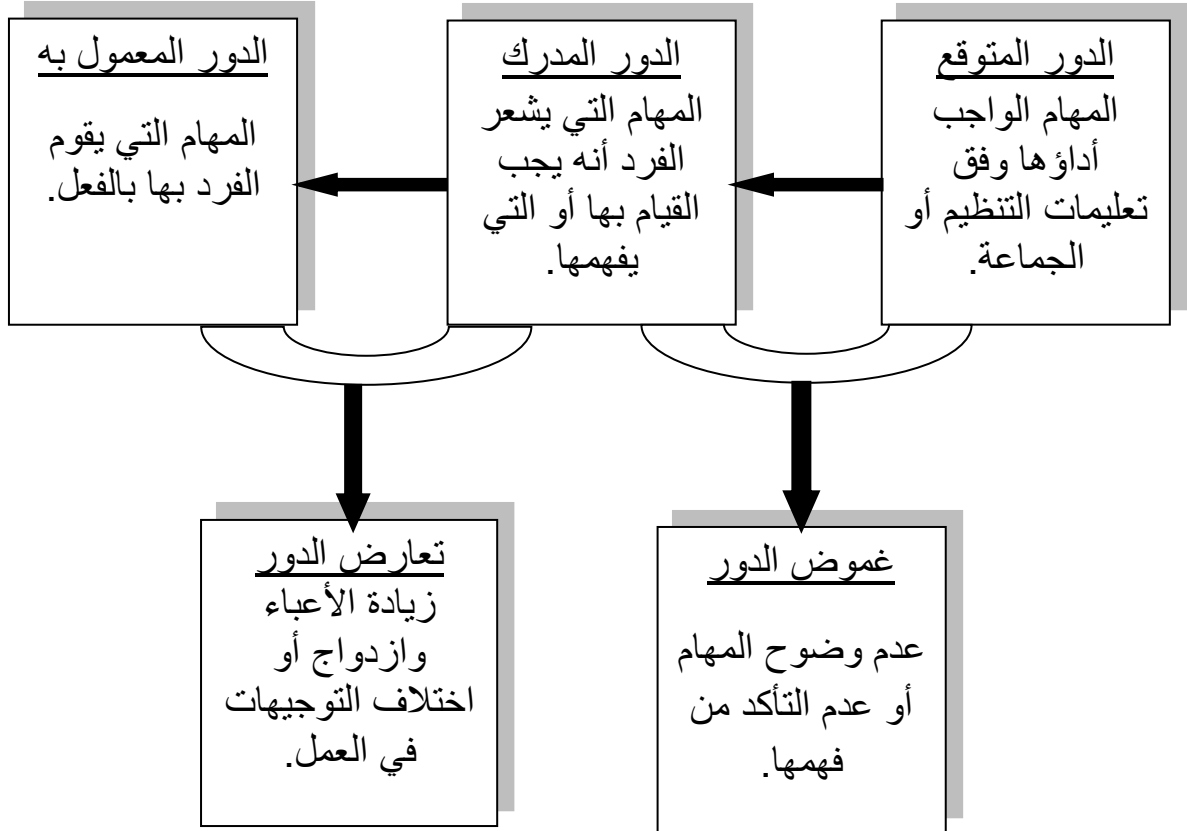 الدور المتوقع
المهام الواجب
أداؤها وفق
تعليمات التنظيم أو
الجماعة.
الدور المدرك
المهام التي يشعر
الفرد أنه يجب
القيام بها أو التي
يفهمها.
الدور المعمول به
المهام التي يقوم
الفرد بها بالفعل.
غموض الدور
عدم وضوح المهام
أو عدم التأكد من
فهمها.
تعارض الدور
زيادة الأعباء
وازدواج أو
اختلاف التوجيهات
في العمل.